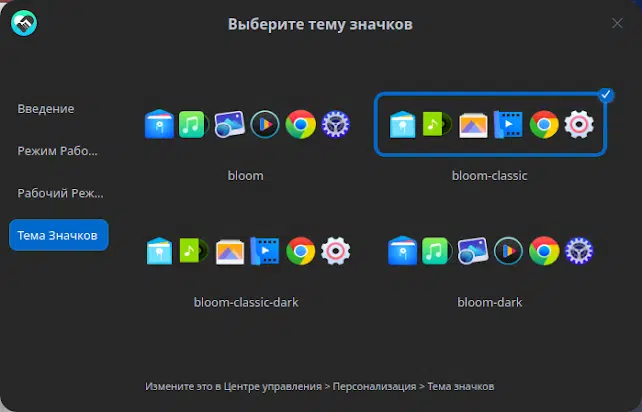 Выберите тему значков
Введение
Режим Рабо...
Рабочий Реж...
Тема Значков
bloom
bloom-classic
bloom-classic-dark
bloom-dark
Измените это в Центре управления > Персонализация > Тема значков